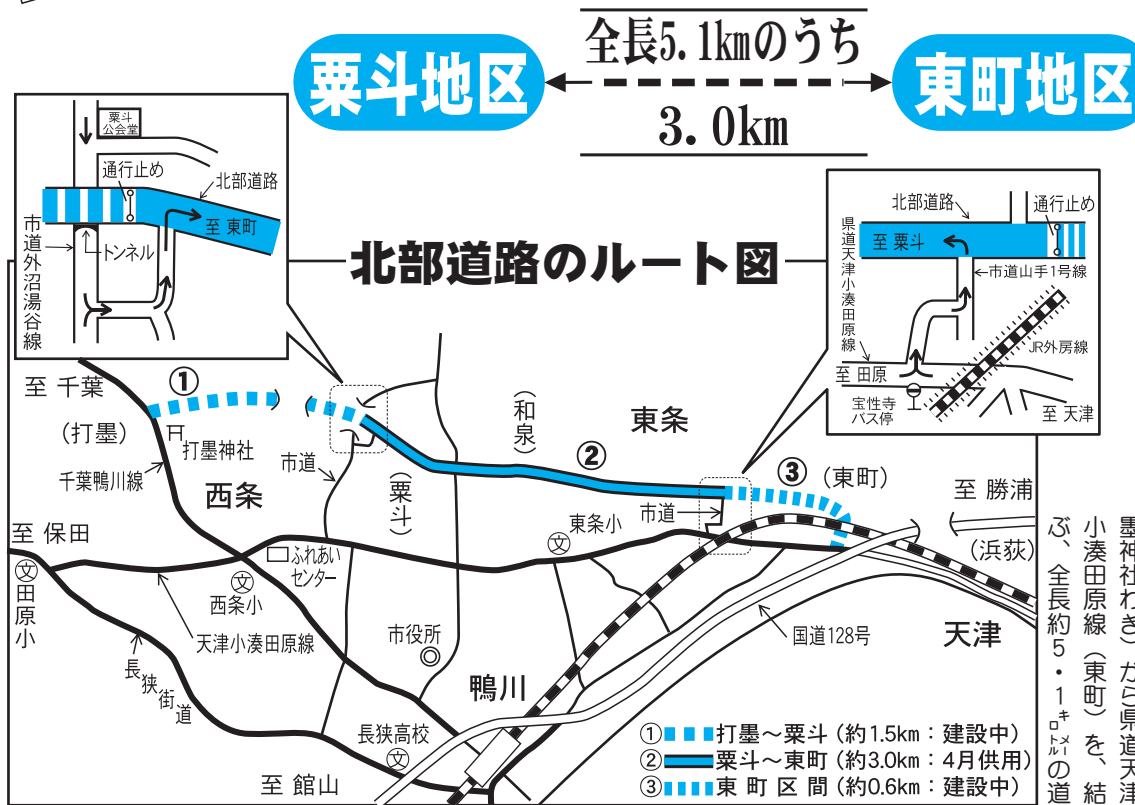 全長5.1kmのうち
粟斗地区
東町地区
3.0km
粟斗
公会堂
通行止め
北部道路
至 東町
トンネル
市道外沼湯谷線
北部道路
通行止め
県道天津小湊田原線
至 粟斗
←市道山手1号線
JR外房線
至 田原
宝性寺
バス停
至 天津
北部道路のルート図
至 千葉
①
(打墨)
打墨神社
千葉鴨川線
西条
市道
(粟斗)
(和泉)
東条
②
③
(東町)
至 勝浦
市道
東条小
(浜荻)
至 保田
文
田原小
ふれあい
センター
文
西条小
文
天津小湊田原線
長狭街道
市役所
鴨川
国道128号
天津
長狭高校
文
至 館山
①打墨～粟斗(約1.5km:建設中)
②粟斗～東町(約3.0km:4月供用)
③東町区間(約0.6km:建設中)
墨神社わき)から県道天津
小湊田原線(東町)を、結
ぶ、全長約5・1キロメートルの道